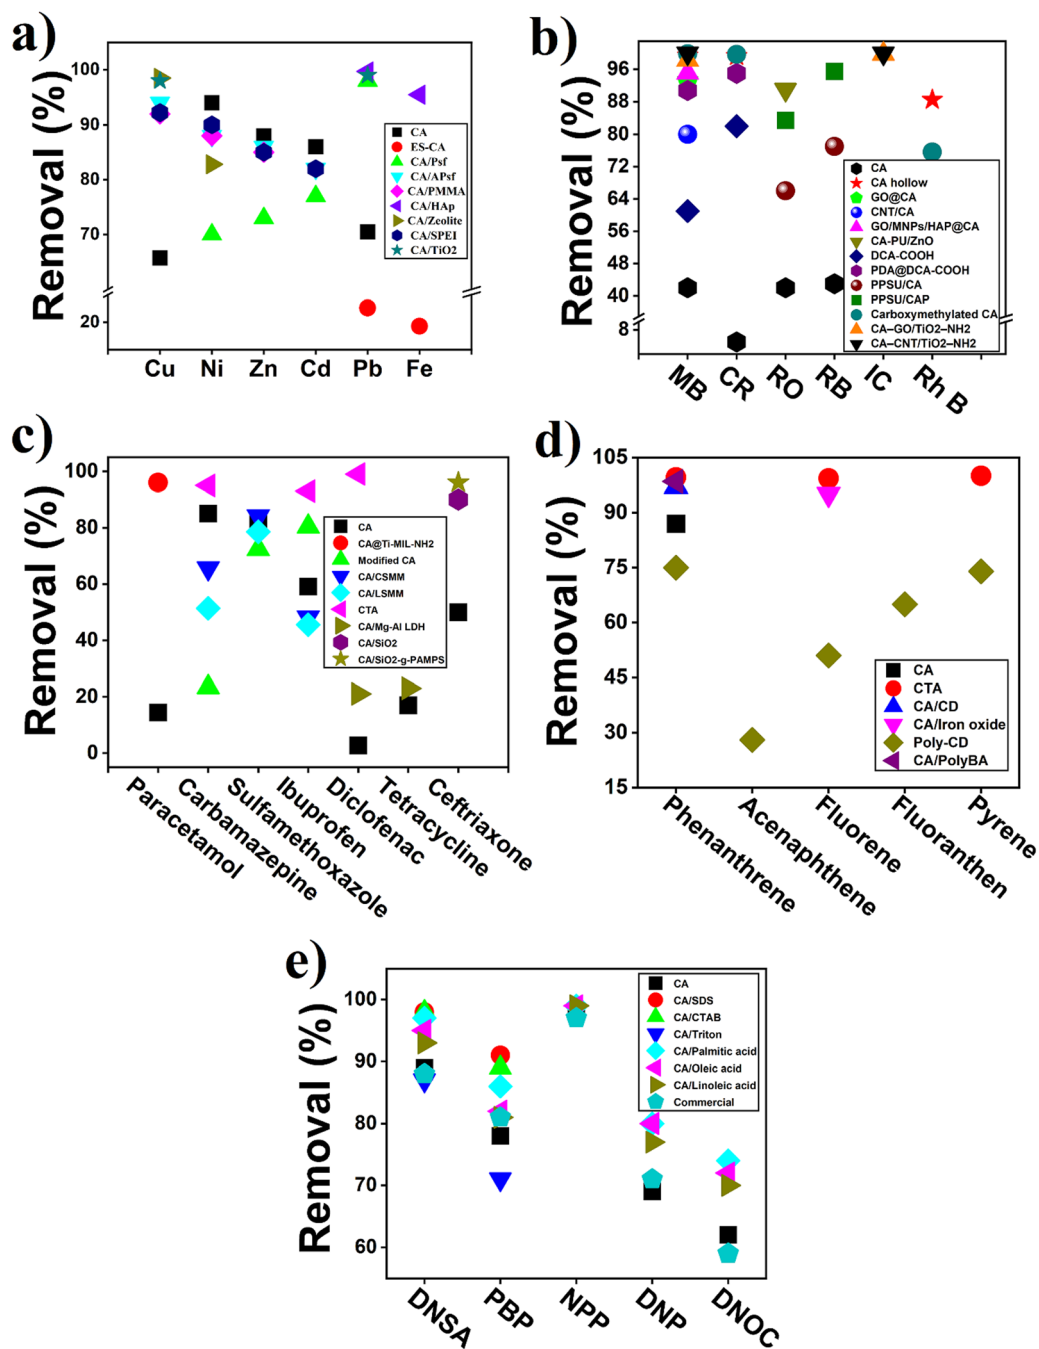 a)
Removal (%)
100
90
80
70
20
Cu Ni Zn Cd Pb Fe
CA
ES-CA
CA/Psf
CA/APsf
CA/PMMA
CA/HAp
CA/Zeolite
CA/SPEI
CA/TiO2
b)
Removal (%)
96
88
80
72
64
56
48
40
8
MB CR RO RB IC Rh B
CA
CA hollow
GO@CA
CNT/CA
GO/MNPs/HAP@CA
CA-PU/ZnO
DCA-COOH
PDA@DCA-COOH
PPSU/CA
PPSU/CAP
Carboxymethylated CA
CA–GO/TiO2–NH2
CA–CNT/TiO2–NH2
c)
Removal (%)
100
80
60
40
20
0
Paracetamol
Carbamazepine
Sulfamethoxazole
Ibuprofen
Diclofenac
Tetracycline
Ceftriaxone
CA
CA@Ti-MIL-NH2
Modified CA
CA/CSMM
CA/LSMM
CTA
CA/Mg-Al LDH
CA/SiO2
CA/SiO2-g-PAMPS
d)
Removal (%)
105
90
75
60
45
30
15
Phenanthrene
Acenaphthene
Fluorene
Fluoranthen
Pyrene
CA
CTA
CA/CD
CA/Iron oxide
Poly-CD
CA/PolyBA
e)
Removal (%)
100
90
80
70
60
DNSA PBP NPP DNP DNOC
CA
CA/SDS
CA/CTAB
CA/Triton
CA/Palmitic acid
CA/Oleic acid
CA/Linoleic acid
Commercial